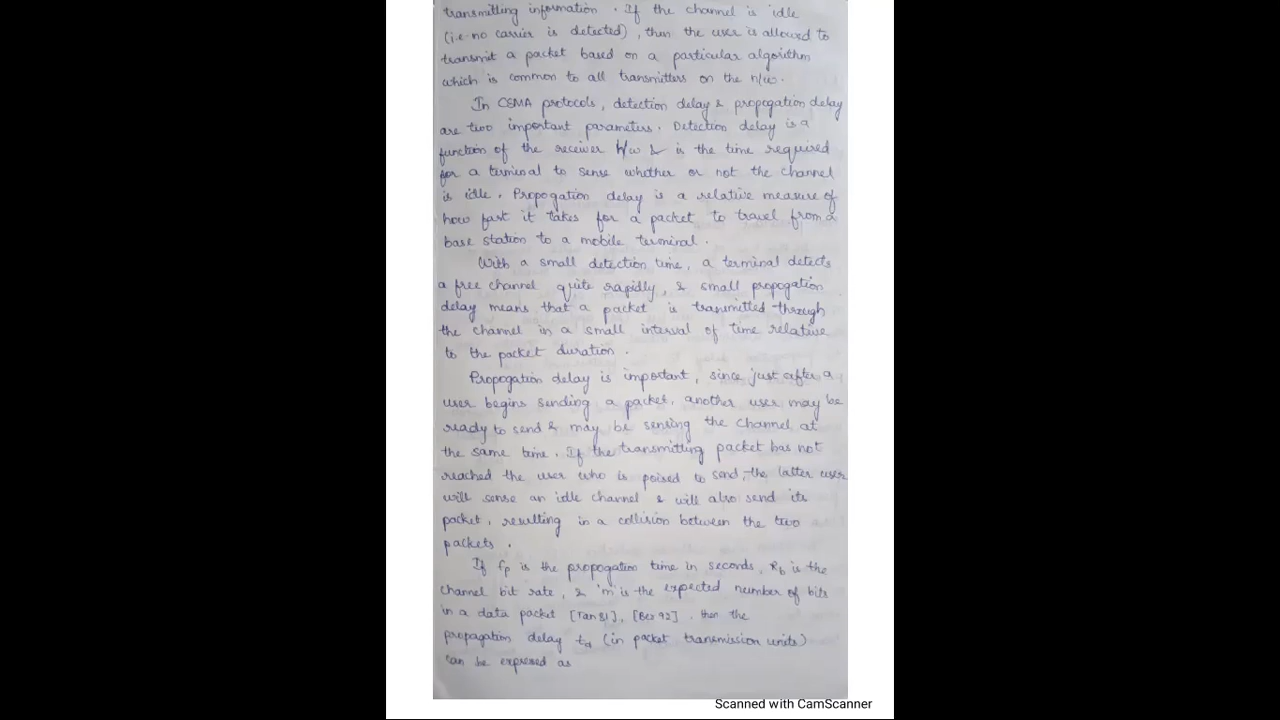 transmitting information. If the channel is idle
(i.e no carrier is detected), then the user is allowed to
transmit a packet based on a particular algorithm
which is common to all transmitters on the n/w.
In CSMA protocols, detection delay & propogation delay
are two important parameters. Detection delay is a
function of the receiver h/w & is the time required
for a terminal to sense whether or not the channel
is idle. Propogation delay is a relative measure of
how fast it takes for a packet to travel from a
base station to a mobile terminal.
With a small detection time, a terminal detects
a free channel quite rapidly, & small propogation
delay means that a packet is transmitted through
the channel in a small interval of time relative
to the packet duration.
Propogation delay is important, since just after a
user begins sending a packet, another user may be
ready to send & may be sensing the channel at
the same time. If the transmitting packet has not
reached the user who is poised to send, the latter user
will sense an idle channel & will also send its
packet, resulting in a collision between the two
packets.
If tp is the propogation time in seconds, Rb is the
channel bit rate, & 'm' is the expected number of bits
in a data packet [Tan 81], [Ber 92], then the
propagation delay td (in packet transmission units)
can be expressed as
Scanned with CamScanner